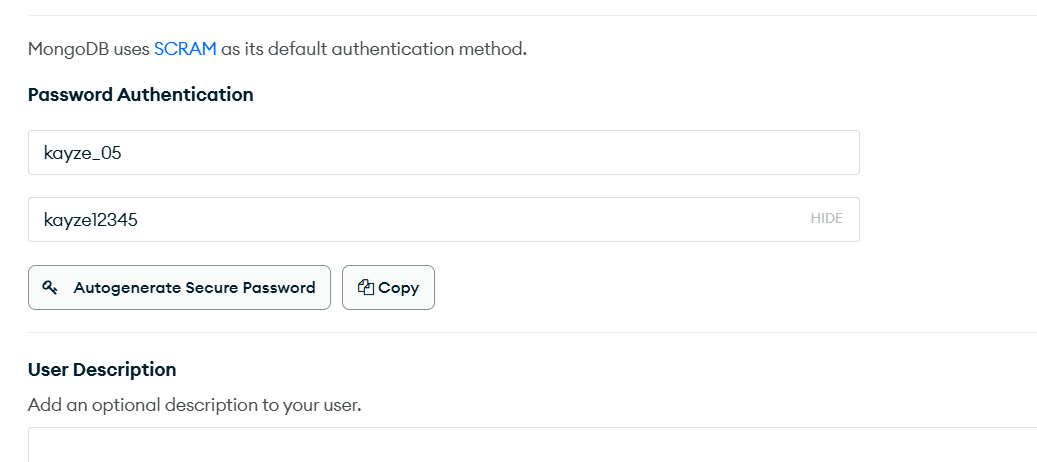 MongoDB uses SCRAM as its default authentication method.
Password Authentication
kayze_05
kayze12345 HIDE
Autogenerate Secure Password Copy
User Description
Add an optional description to your user.